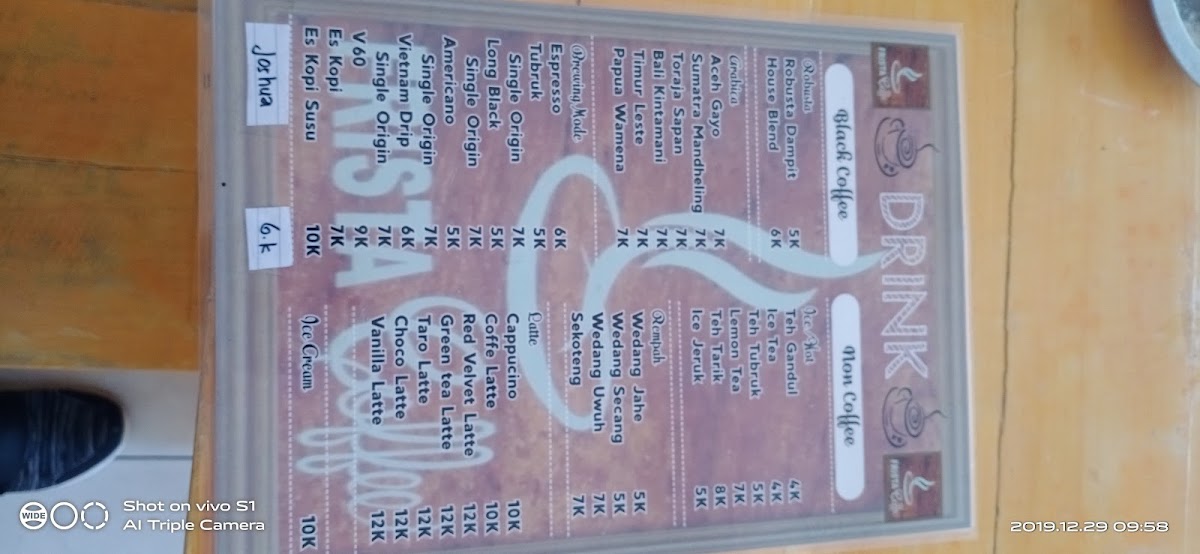 DRINK
Black Coffee
Robusta
Robusta Dampit 5K
House Blend 6K
Arabica
Aceh Gayo 7K
Sumatra Mandheling 7K
Toraja Sapan 7K
Bali Kintamani 7K
Timur Leste 7K
Papua Wamena 7K
Brewing Mode
Espresso 6K
Tubruk 5K
Single Origin 7K
Long Black 5K
Single Origin 7K
Americano 5K
Single Origin 7K
Vietnam Drip 6K
Single Origin 7K
V60 9K
Es Kopi 7K
Es Kopi Susu 10K
Joshua 6.K
Non Coffee
Ice/Hot
Teh Gandul 4K
Ice Tea 4K
Teh Tubruk 5K
Lemon Tea 7K
Teh Tarik 8K
Ice Jeruk 5K
Rempah
Wedang Jahe 5K
Wedang Secang 5K
Wedang Uwuh 7K
Sekoteng 7K
Latte
Cappucino 10K
Coffe Latte 10K
Red Velvet Latte 12K
Green tea Latte 12K
Taro Latte 12K
Choco Latte 12K
Vanilla Latte 12K
Ice Cream 10K
Coffee
WIDE
Shot on vivo S1
AI Triple Camera
2019.12.29 09:58